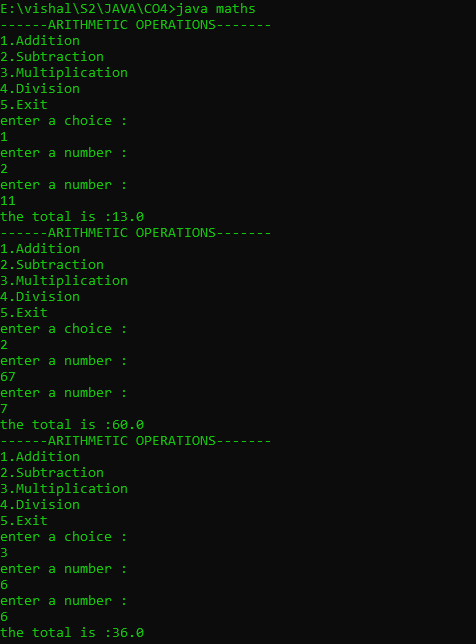 E:\vishal\S2\JAVA\CO4>java maths
------ARITHMETIC OPERATIONS-------
1.Addition
2.Subtraction
3.Multiplication
4.Division
5.Exit
enter a choice :
1
enter a number :
2
enter a number :
11
the total is :13.0
------ARITHMETIC OPERATIONS-------
1.Addition
2.Subtraction
3.Multiplication
4.Division
5.Exit
enter a choice :
2
enter a number :
67
enter a number :
7
the total is :60.0
------ARITHMETIC OPERATIONS-------
1.Addition
2.Subtraction
3.Multiplication
4.Division
5.Exit
enter a choice :
3
enter a number :
6
enter a number :
6
the total is :36.0